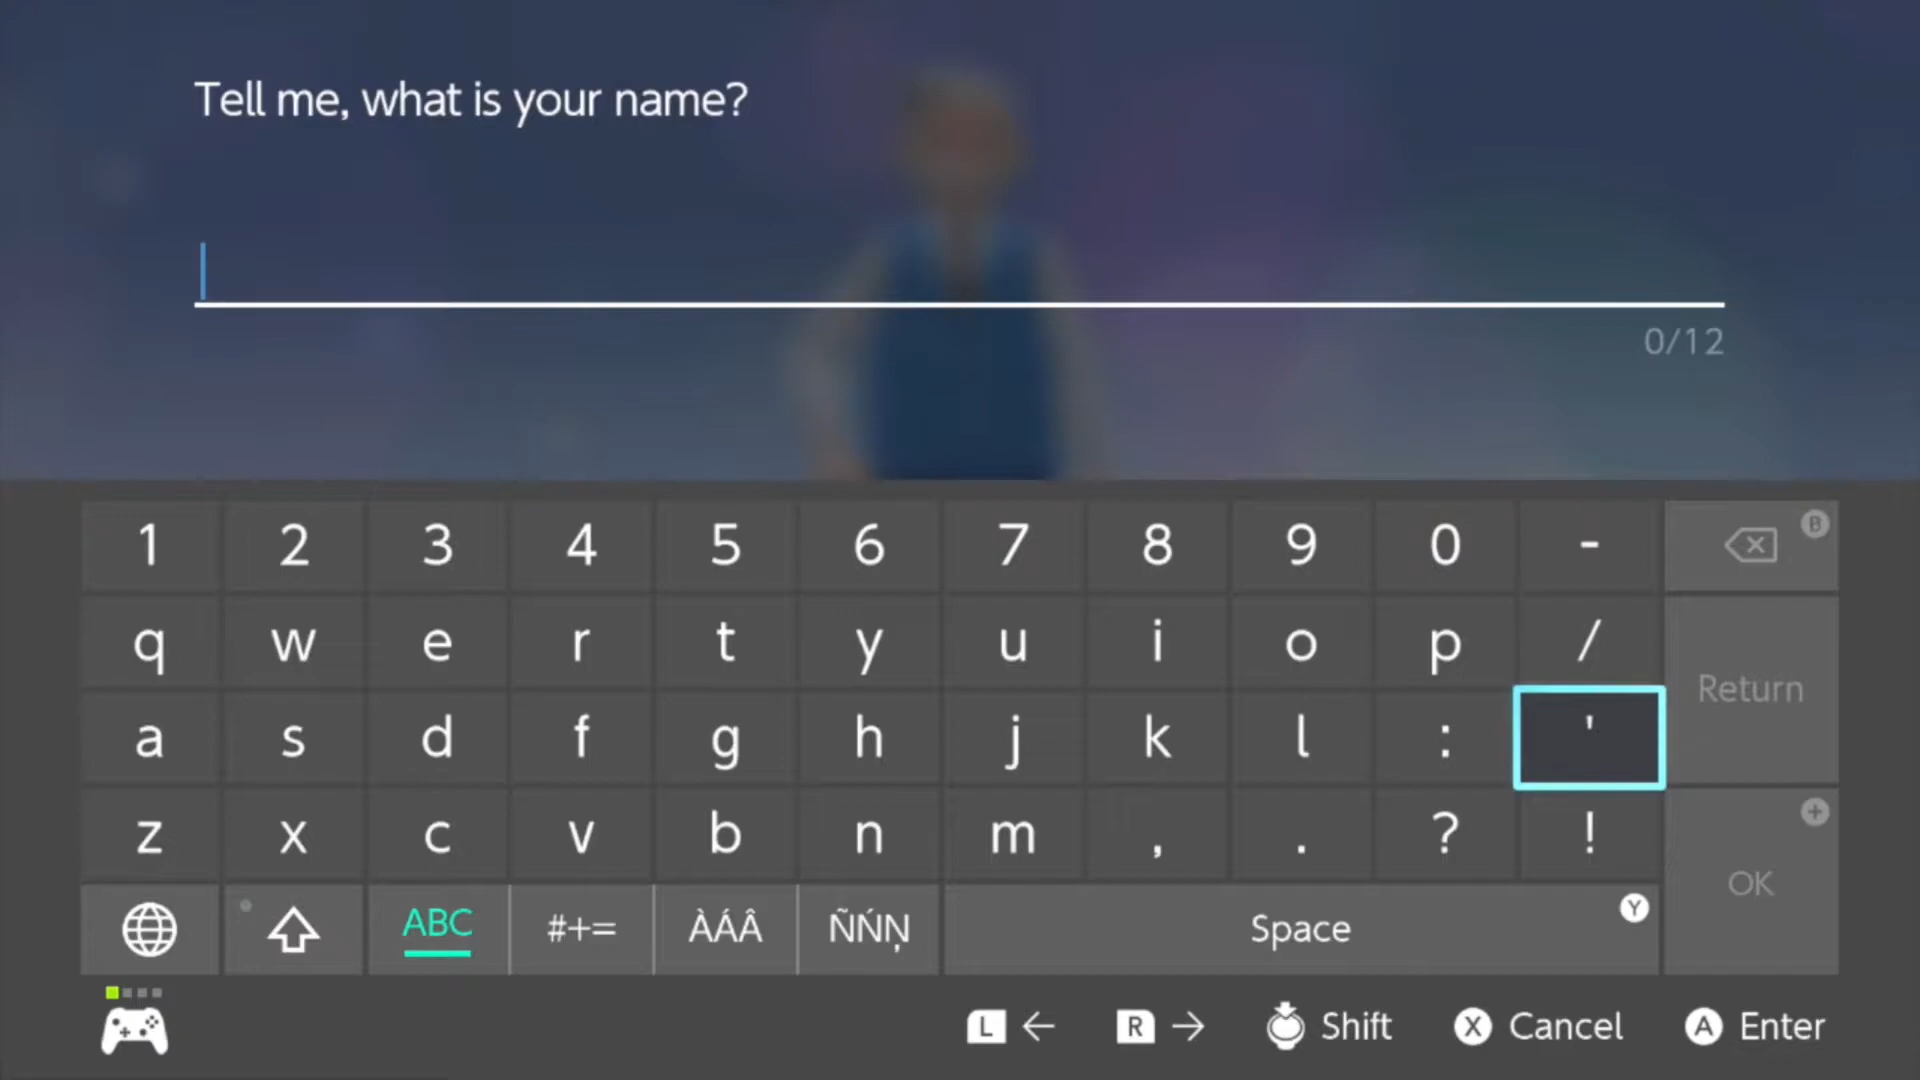 Tell me, what is your name?
0/12
1 2 3 4 5 6 7 8 9 0 - B
q w e r t y u i o p /
Return
a s d f g h j k l : '
z x c v b n m , . ? ! +
OK
ABC #+= ÀÁÂ ÑŃŅ Space Y
L ← R → Shift X Cancel A Enter